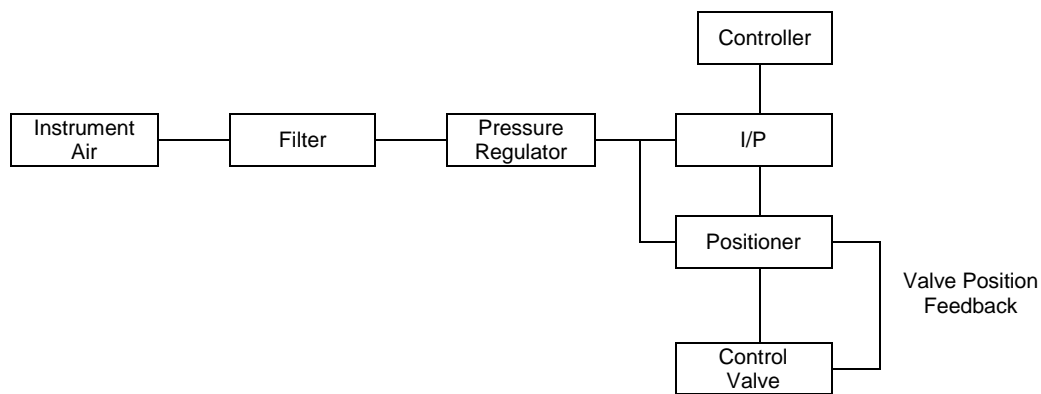 Controller
Instrument
Air
Filter
Pressure
Regulator
I/P
Positioner
Valve Position
Feedback
Control
Valve